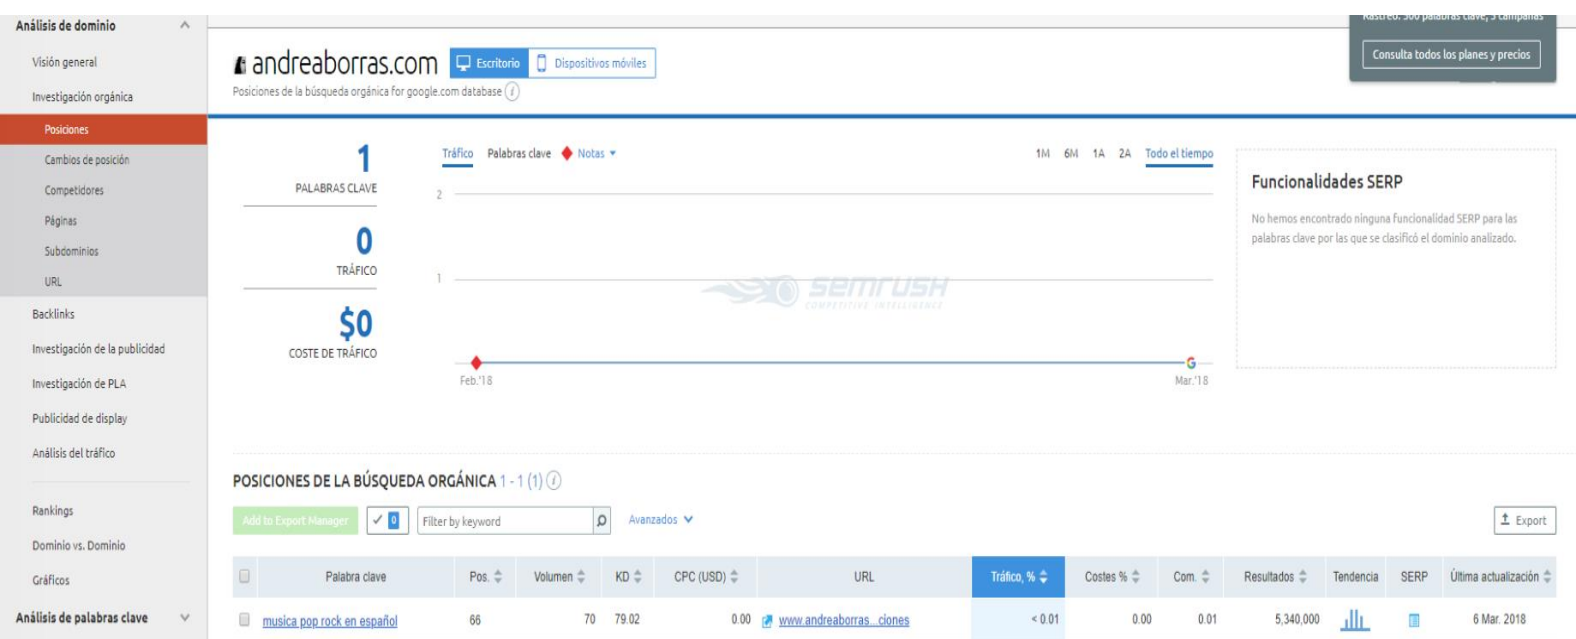 Análisis de dominio
Visión general
Investigación orgánica
Posiciones
Cambios de posición
Competidores
Páginas
Subdominios
URL
Backlinks
Investigación de la publicidad
Investigación de PLA
Publicidad de display
Análisis del tráfico
Rankings
Dominio vs. Dominio
Gráficos
Análisis de palabras clave
Rastreo: 500 palabras clave, 5 campañas
Consulta todos los planes y precios
andreaborras.com Escritorio Dispositivos móviles
Posiciones de la búsqueda orgánica for google.com database i
1
PALABRAS CLAVE
0
TRÁFICO
$0
COSTE DE TRÁFICO
Tráfico Palabras clave Notas 1M 6M 1A 2A Todo el tiempo
2
1
semrush
COMPETITIVE INTELLIGENCE
G
Feb.'18 Mar.'18
Funcionalidades SERP
No hemos encontrado ninguna funcionalidad SERP para las
palabras clave por las que se clasificó el dominio analizado.
POSICIONES DE LA BÚSQUEDA ORGÁNICA 1 - 1 (1) i
Add to Export Manager 0 Filter by keyword Avanzados Export
Palabra clave Pos. Volumen KD CPC (USD) URL Tráfico, % Costes % Com. Resultados Tendencia SERP Última actualización
musica pop rock en español 66 70 79.02 0.00 www.andreaborras...ciones < 0.01 0.00 0.01 5,340,000 6 Mar. 2018